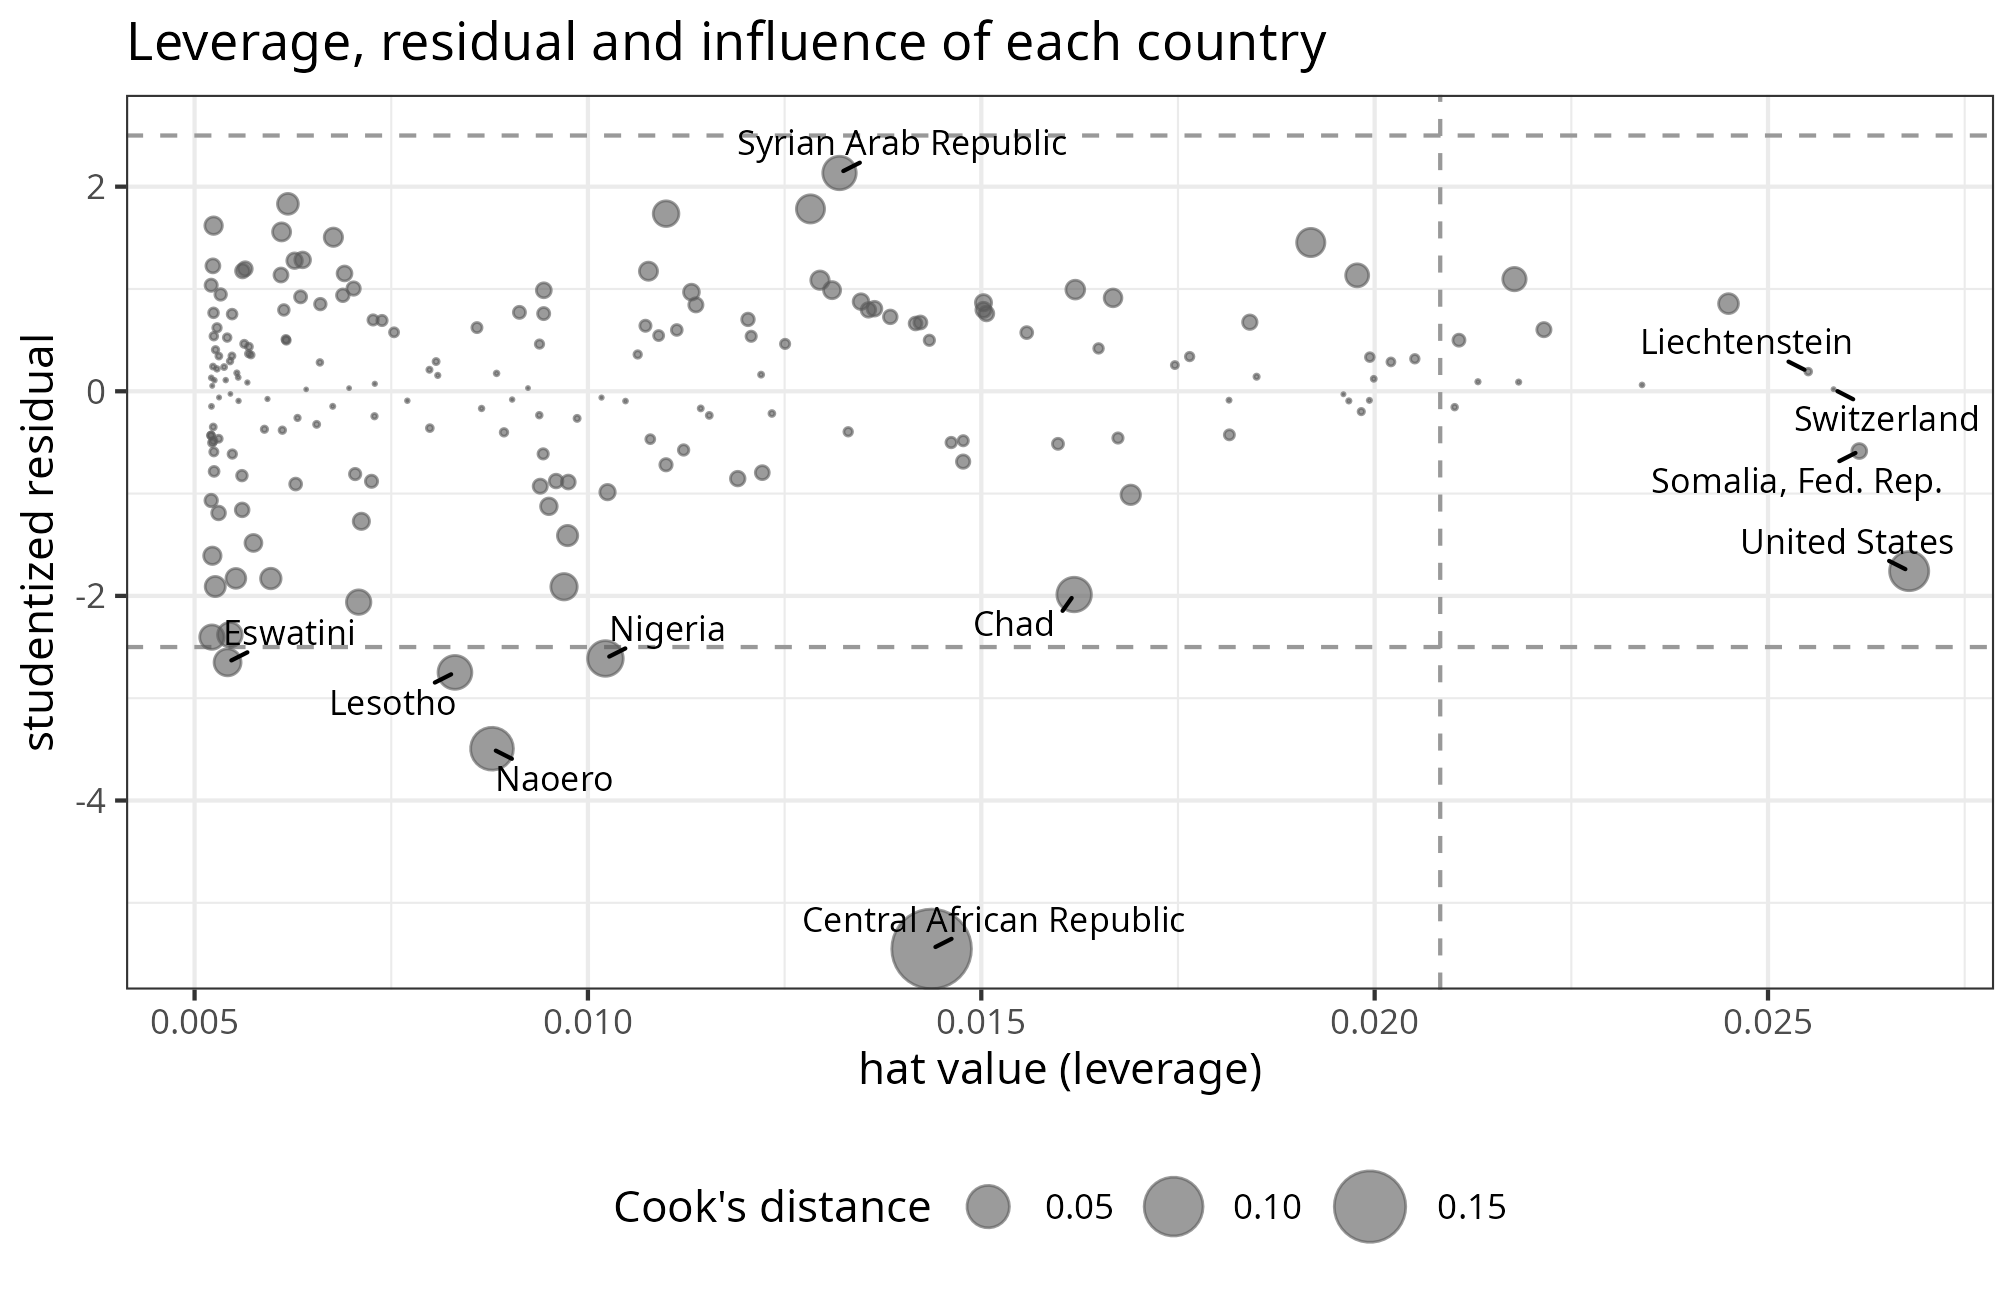 Leverage, residual and influence of each country
studentized residual
2
0
-2
-4
Syrian Arab Republic
Liechtenstein
Switzerland
Somalia, Fed. Rep.
United States
Chad
Nigeria
Eswatini
Lesotho
Naoero
Central African Republic
0.005 0.010 0.015 0.020 0.025
hat value (leverage)
Cook's distance 0.05 0.10 0.15